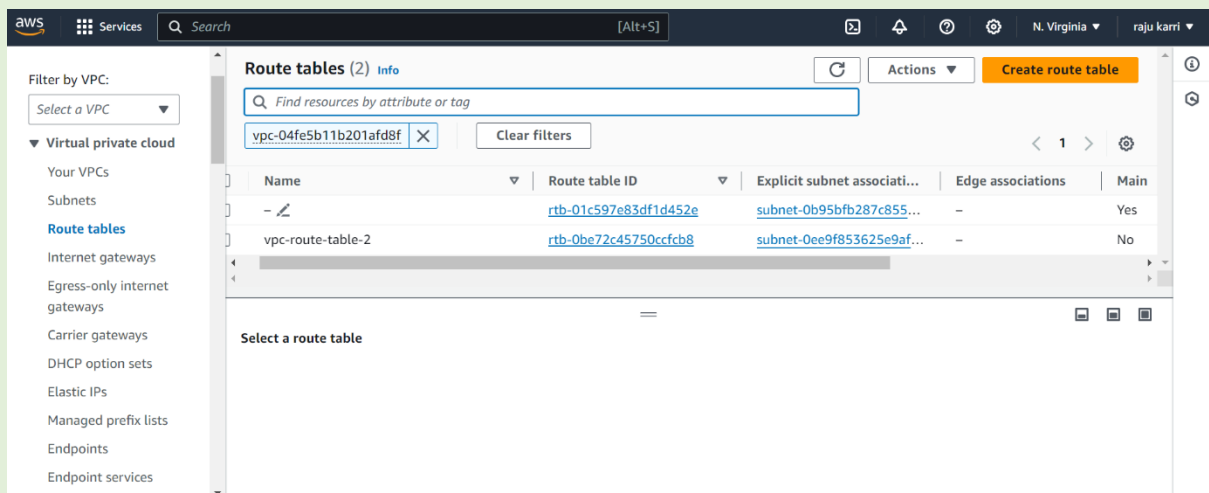 aws Services Search [Alt+S] N. Virginia raju karri
Filter by VPC:
Select a VPC
Virtual private cloud
Your VPCs
Subnets
Route tables
Internet gateways
Egress-only internet
gateways
Carrier gateways
DHCP option sets
Elastic IPs
Managed prefix lists
Endpoints
Endpoint services
Route tables (2) Info
Actions
Create route table
Find resources by attribute or tag
vpc-04fe5b11b201afd8f
Clear filters
1
Name Route table ID Explicit subnet associati... Edge associations Main
– rtb-01c597e83df1d452e subnet-0b95bfb287c855... – Yes
vpc-route-table-2 rtb-0be72c45750ccfcb8 subnet-0ee9f853625e9af... – No
Select a route table